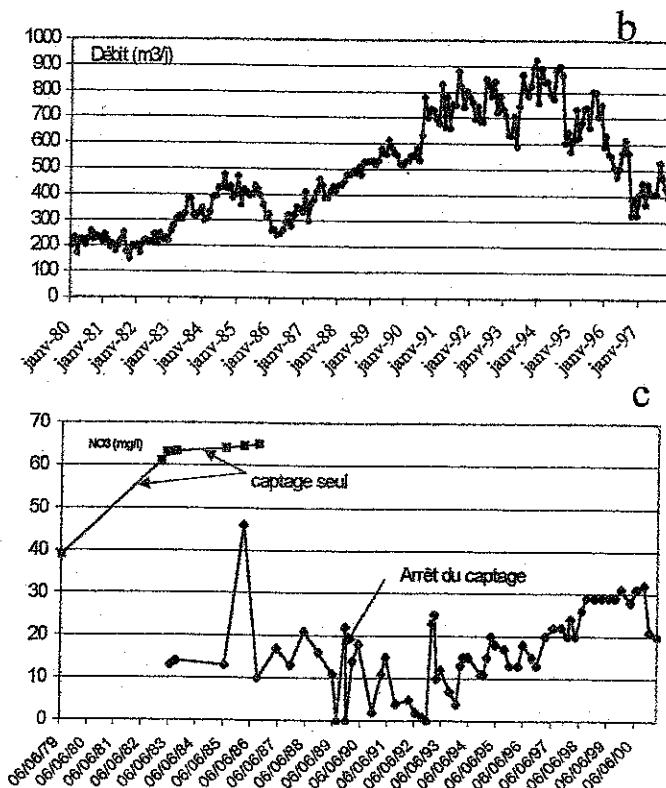 b
Débit (m3/j)
1000
900
800
700
600
500
400
300
200
100
0
janv-80
janv-81
janv-82
janv-83
janv-84
janv-85
janv-86
janv-87
janv-88
janv-89
janv-90
janv-91
janv-92
janv-93
janv-94
janv-95
janv-96
janv-97
c
NO3 (mg/l)
captage seul
Arrêt du captage
70
60
50
40
30
20
10
0
06/06/79
06/06/80
06/06/81
06/06/82
06/06/83
06/06/84
06/06/85
06/06/86
06/06/87
06/06/88
06/06/89
06/06/90
06/06/91
06/06/92
06/06/93
06/06/94
06/06/95
06/06/96
06/06/97
06/06/98
06/06/99
06/06/00